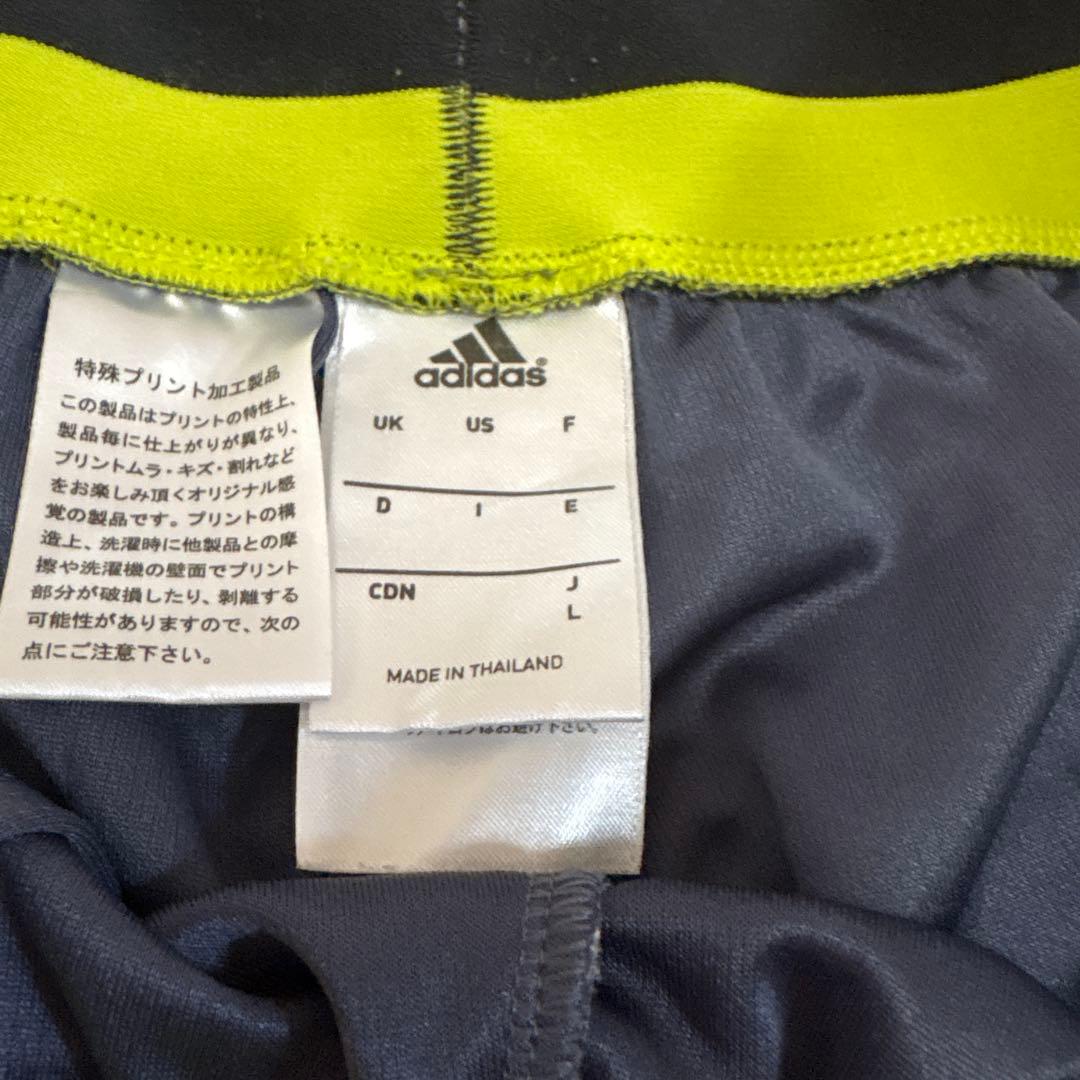 特殊プリント加工製品
この製品はプリントの特性上、
製品毎に仕上がりが異なり、
プリントムラ・キズ・割れなど
をお楽しみ頂くオリジナル感
覚の製品です。プリントの構
造上、洗濯時に他製品との摩
擦や洗濯機の壁面でプリント
部分が破損したり、剥離する
可能性がありますので、次の
点にご注意下さい。
adidas®
UK US F
D I E
CDN J
L
MADE IN THAILAND
はお避け下さい。